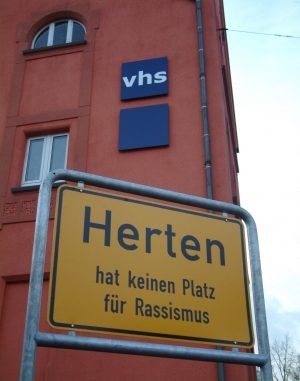 vhs
Herten
hat keinen Platz
für Rassismus